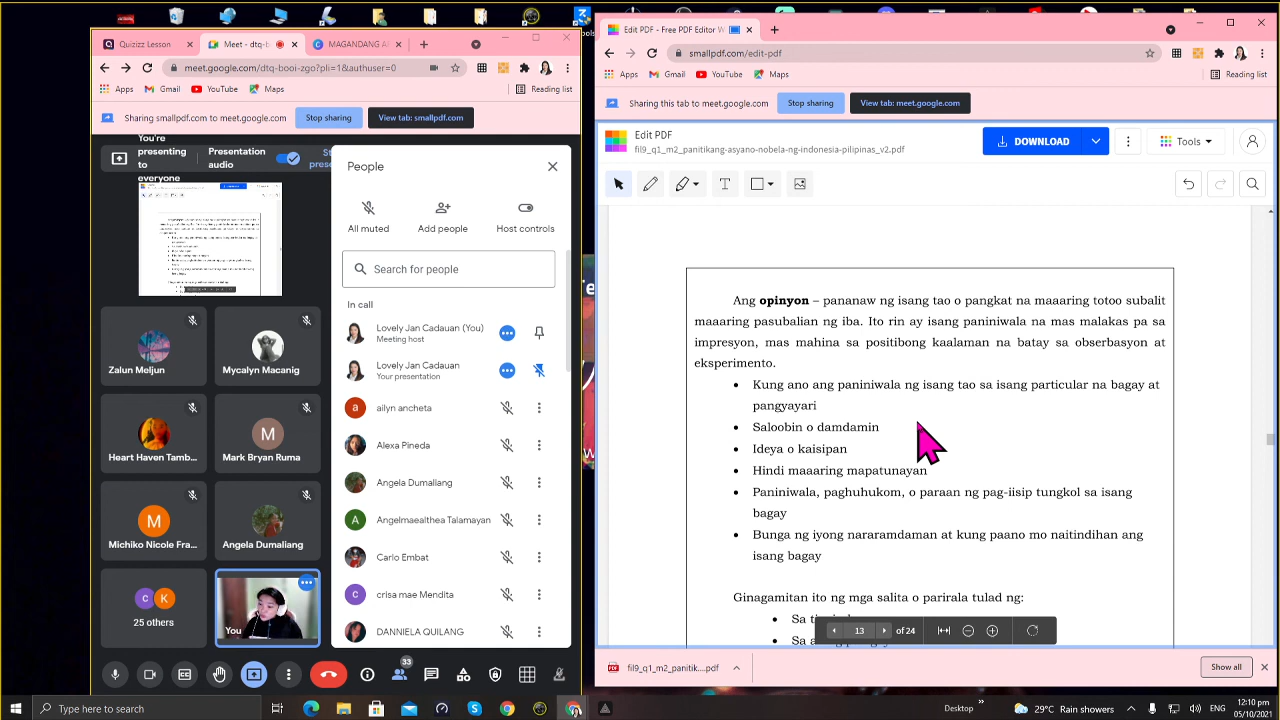 Quizizz Lesson
Meet - dtq-
MAGANDANG A
meet.google.com/dtq-booi-zgo?pli=1&authuser=0
Apps
Gmail
YouTube
Maps
Reading list
Sharing smallpdf.com to meet.google.com
Stop sharing
View tab: smallpdf.com
You're
presenting
to
everyone
Presentation
audio
People
All muted
Add people
Host controls
Search for people
In call
Lovely Jan Cadauan (You)
Meeting host
Lovely Jan Cadauan
Your presentation
ailyn ancheta
Alexa Pineda
Angela Dumaliang
Angelmaealthea Talamayan
Carlo Embat
crisa mae Mendita
DANNIELA QUILANG
Zalun Meljun
Mycalyn Macanig
Heart Haven Tamb...
M
Mark Bryan Ruma
M
Michiko Nicole Fra...
Angela Dumaliang
c K
25 others
You
33
Edit PDF - Free PDF Editor W
smallpdf.com/edit-pdf
Apps
Gmail
YouTube
Maps
Reading list
Sharing this tab to meet.google.com
Stop sharing
View tab: meet.google.com
Edit PDF
fil9_q1_m2_panitikang-asyano-nobela-ng-indonesia-pilipinas_v2.pdf
DOWNLOAD
Tools
Ang opinyon – pananaw ng isang tao o pangkat na maaaring totoo subalit
maaaring pasubalian ng iba. Ito rin ay isang paniniwala na mas malakas pa sa
impresyon, mas mahina sa positibong kaalaman na batay sa obserbasyon at
eksperimento.
• Kung ano ang paniniwala ng isang tao sa isang particular na bagay at
pangyayari
• Saloobin o damdamin
• Ideya o kaisipan
• Hindi maaaring mapatunayan
• Paniniwala, paghuhukom, o paraan ng pag-iisip tungkol sa isang
bagay
• Bunga ng iyong nararamdaman at kung paano mo naitindihan ang
isang bagay
Ginagamitan ito ng mga salita o parirala tulad ng:
• Sa
• Sa
13 of 24
fil9_q1_m2_panitik....pdf
Show all
Type here to search
Desktop
29°C Rain showers
ENG
12:10 pm
05/10/2021